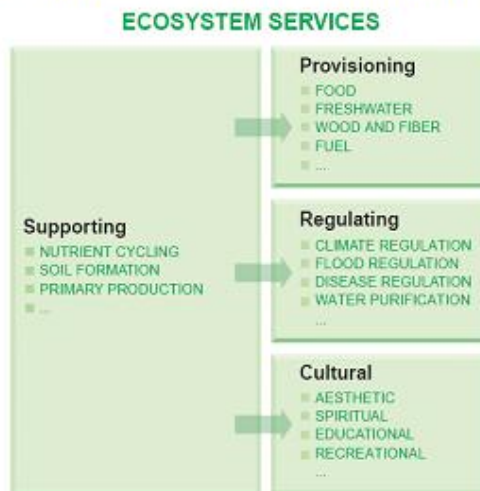 ECOSYSTEM SERVICES
Supporting
NUTRIENT CYCLING
SOIL FORMATION
PRIMARY PRODUCTION
...
Provisioning
FOOD
FRESHWATER
WOOD AND FIBER
FUEL
...
Regulating
CLIMATE REGULATION
FLOOD REGULATION
DISEASE REGULATION
WATER PURIFICATION
...
Cultural
AESTHETIC
SPIRITUAL
EDUCATIONAL
RECREATIONAL
...